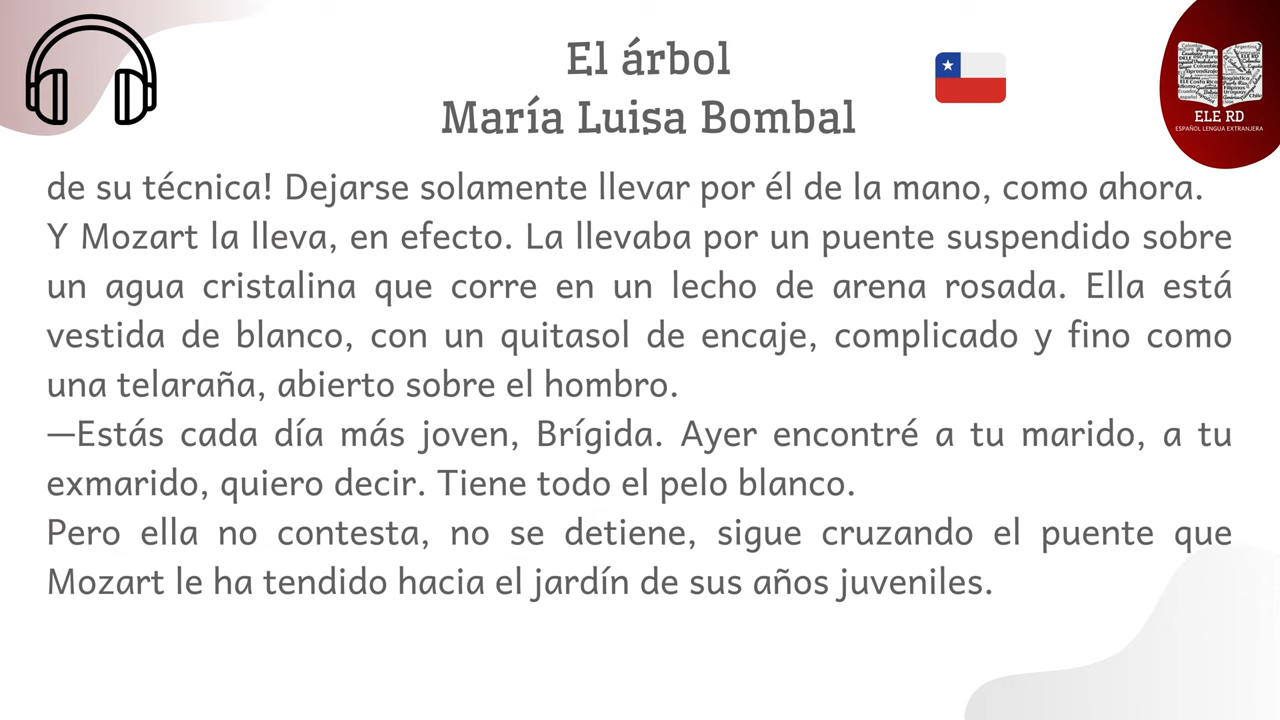 El árbol
María Luisa Bombal
ELE RD
ESPAÑOL LENGUA EXTRANJERA
de su técnica! Dejarse solamente llevar por él de la mano, como ahora.
Y Mozart la lleva, en efecto. La llevaba por un puente suspendido sobre
un agua cristalina que corre en un lecho de arena rosada. Ella está
vestida de blanco, con un quitasol de encaje, complicado y fino como
una telaraña, abierto sobre el hombro.
—Estás cada día más joven, Brígida. Ayer encontré a tu marido, a tu
exmarido, quiero decir. Tiene todo el pelo blanco.
Pero ella no contesta, no se detiene, sigue cruzando el puente que
Mozart le ha tendido hacia el jardín de sus años juveniles.